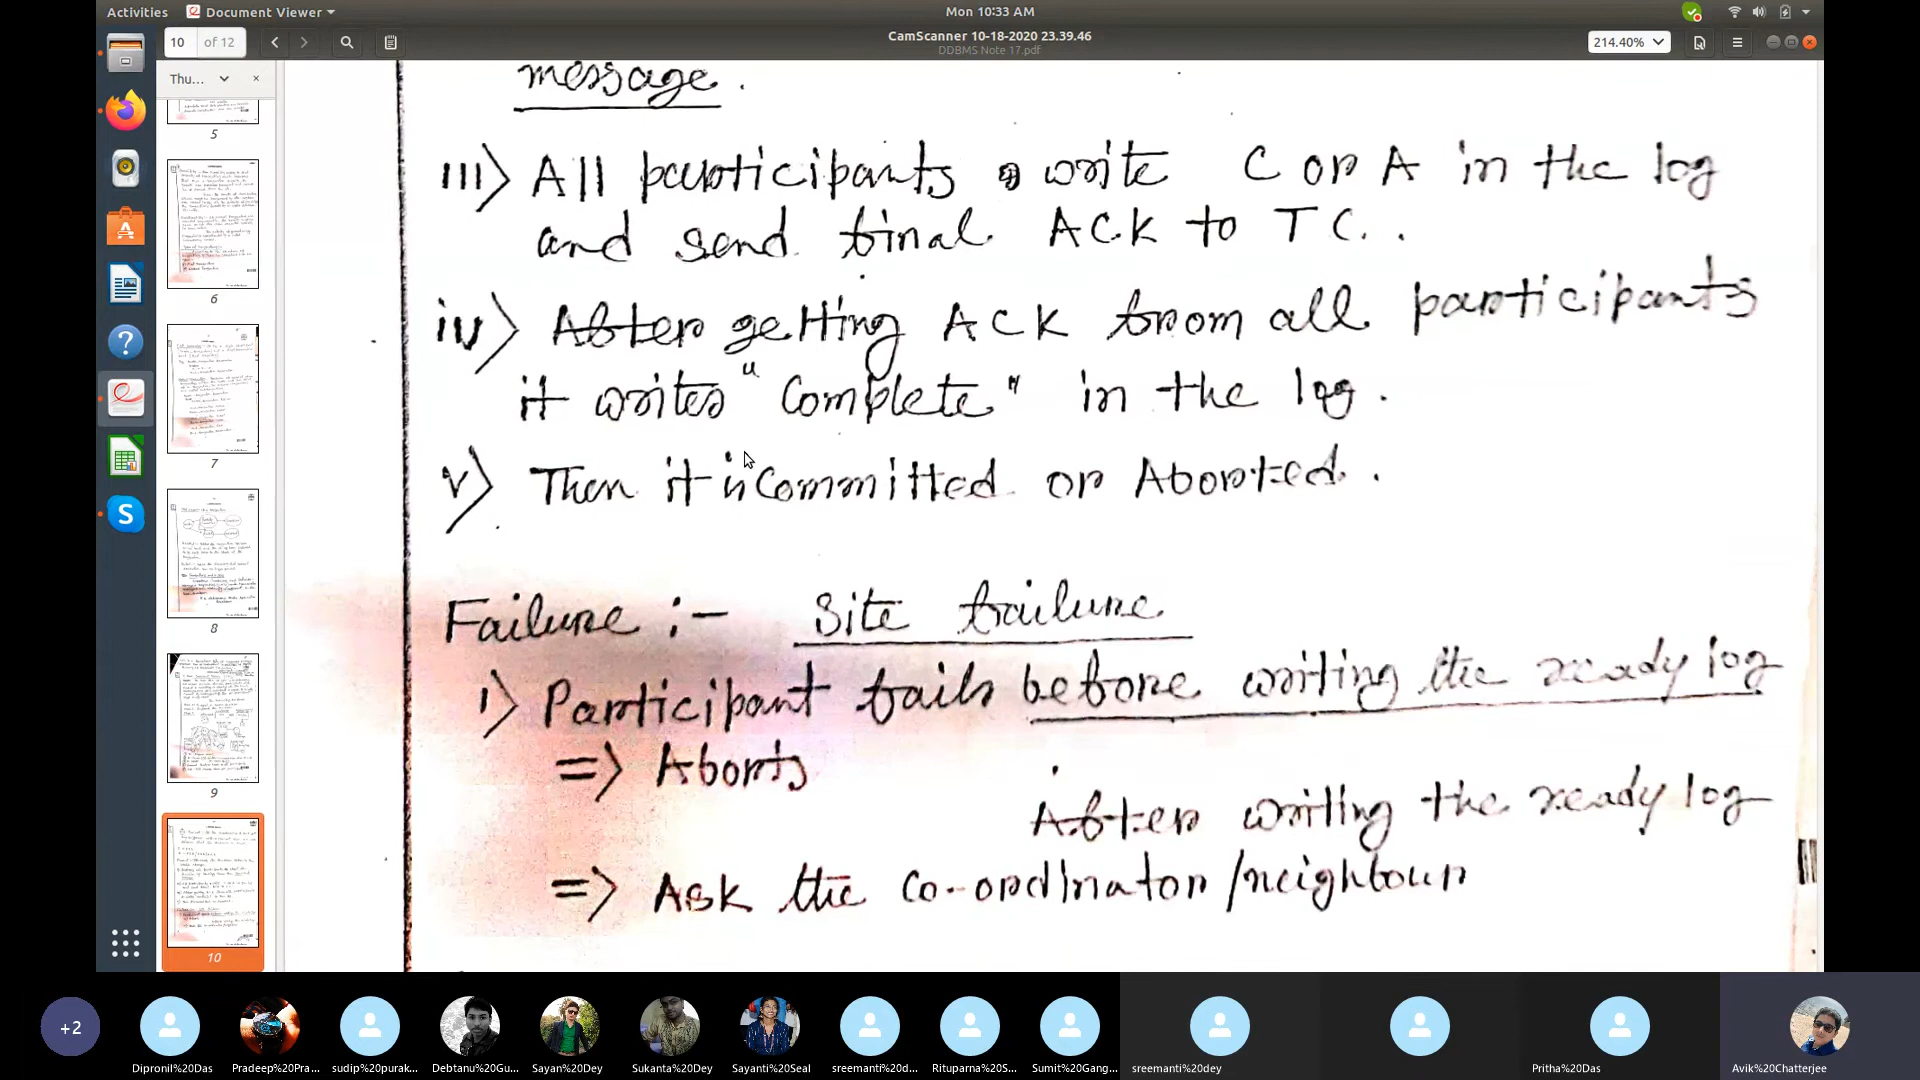 Activities
Document Viewer
Mon 10:33 AM
10 of 12
CamScanner 10-18-2020 23.39.46
DDBMS Note 17.pdf
214.40%
Thu...
5
6
7
8
9
10
message.
III) All participants write C or A in the log
and send final ACK to TC.
iv) After getting ACK from all participants
it writes "Complete" in the log.
v) Then it is Committed or Aborted.
Failure :- Site failure
i) Participant fails before writing the ready log
=> Aborts
After writing the ready log
=> Ask the Co-ordinator/neighbour
+2
Dipronil%20Das
Pradeep%20Pra...
sudip%20purak...
Debtanu%20Gu...
Sayan%20Dey
Sukanta%20Dey
Sayanti%20Seal
sreemanti%20d...
Rituparna%20S...
Sumit%20Gang...
sreemanti%20dey
Pritha%20Das
Avik%20Chatterjee